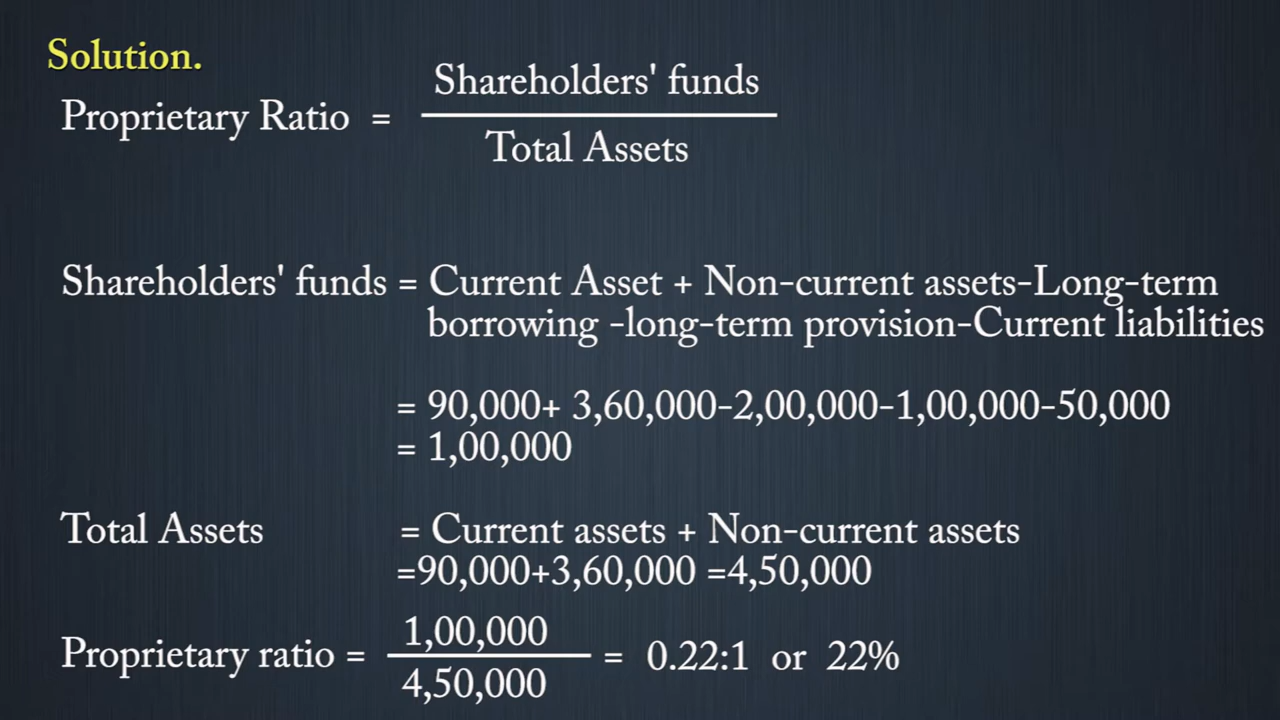 Solution.
Shareholders' funds
Proprietary Ratio =
Total Assets
Shareholders' funds = Current Asset + Non-current assets-Long-term
borrowing -long-term provision-Current liabilities
= 90,000+ 3,60,000-2,00,000-1,00,000-50,000
= 1,00,000
Total Assets = Current assets + Non-current assets
=90,000+3,60,000 =4,50,000
1,00,000
Proprietary ratio = = 0.22:1 or 22%
4,50,000